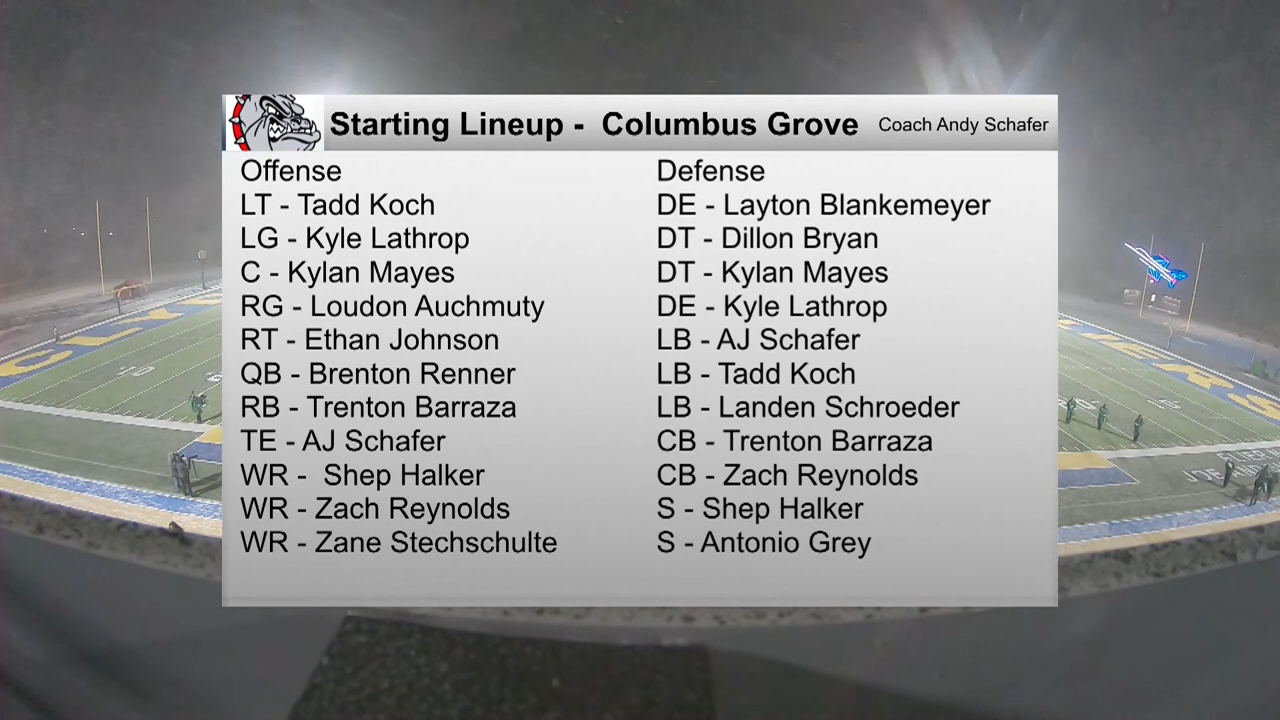 Starting Lineup - Columbus Grove Coach Andy Schafer
Offense
LT - Tadd Koch
LG - Kyle Lathrop
C - Kylan Mayes
RG - Loudon Auchmuty
RT - Ethan Johnson
QB - Brenton Renner
RB - Trenton Barraza
TE - AJ Schafer
WR - Shep Halker
WR - Zach Reynolds
WR - Zane Stechschulte
Defense
DE - Layton Blankemeyer
DT - Dillon Bryan
DT - Kylan Mayes
DE - Kyle Lathrop
LB - AJ Schafer
LB - Tadd Koch
LB - Landen Schroeder
CB - Trenton Barraza
CB - Zach Reynolds
S - Shep Halker
S - Antonio Grey